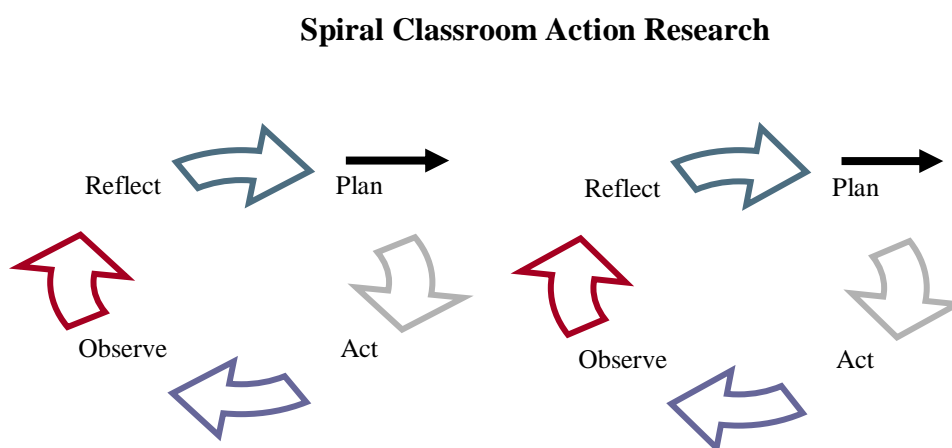 Spiral Classroom Action Research
Reflect
Plan
Reflect
Plan
Observe
Act
Observe
Act